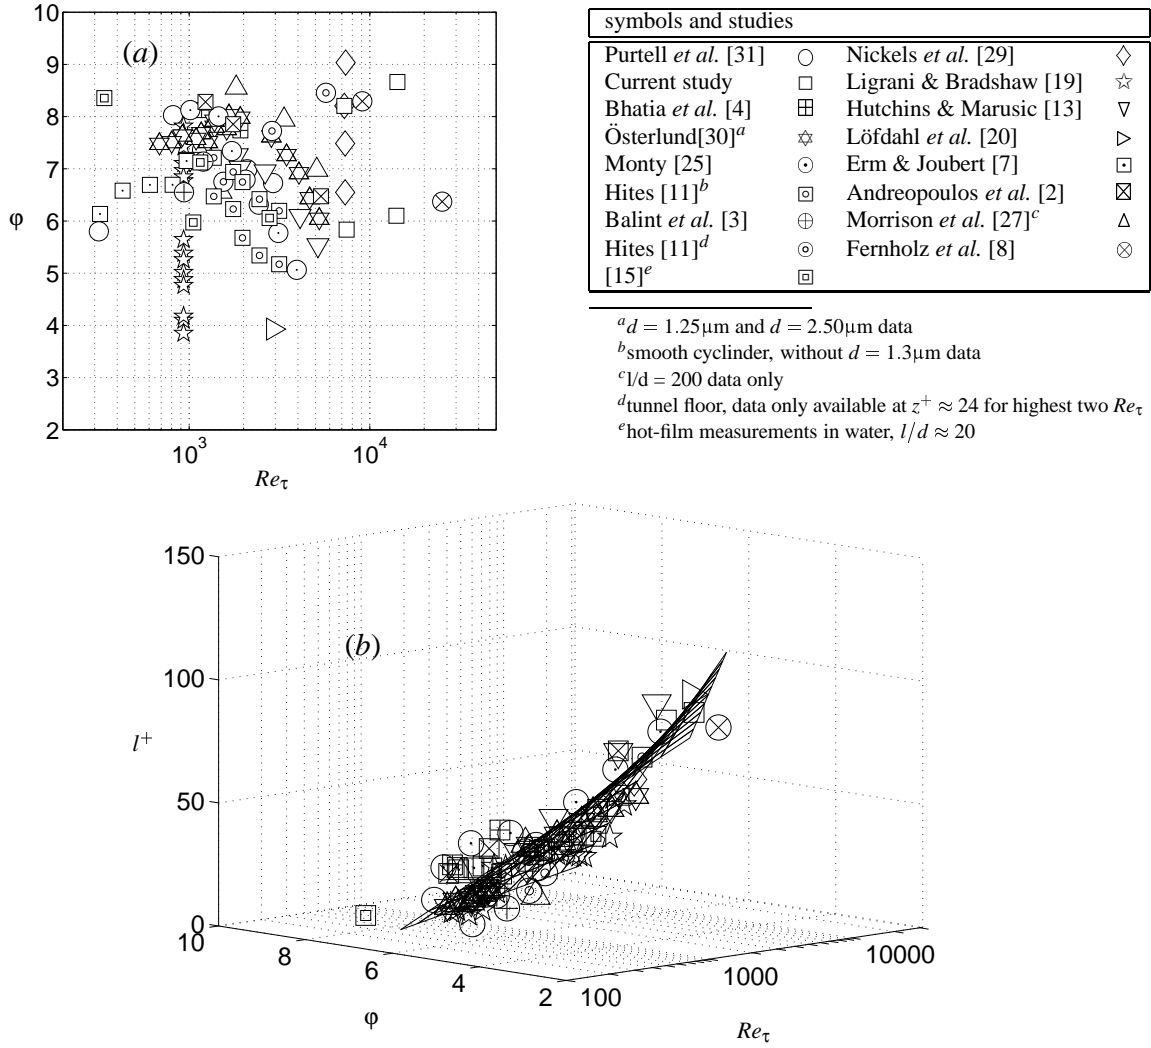 10
9
8
7
6
5
4
3
2
(a)
φ
10³
10⁴
Re_τ
symbols and studies
Purtell et al. [31]
Nickels et al. [29]
Current study
Ligrani & Bradshaw [19]
Bhatia et al. [4]
Hutchins & Marusic [13]
Österlund[30]ᵃ
Löfdahl et al. [20]
Monty [25]
Erm & Joubert [7]
Hites [11]ᵇ
Andreopoulos et al. [2]
Balint et al. [3]
Morrison et al. [27]ᶜ
Hites [11]ᵈ
Fernholz et al. [8]
[15]ᵉ
ᵃd = 1.25µm and d = 2.50µm data
ᵇsmooth cyclinder, without d = 1.3µm data
ᶜl/d = 200 data only
ᵈtunnel floor, data only available at z⁺ ≈ 24 for highest two Re_τ
ᵉhot-film measurements in water, l/d ≈ 20
150
100
50
0
l⁺
(b)
10
8
6
4
2
φ
100
1000
10000
Re_τ